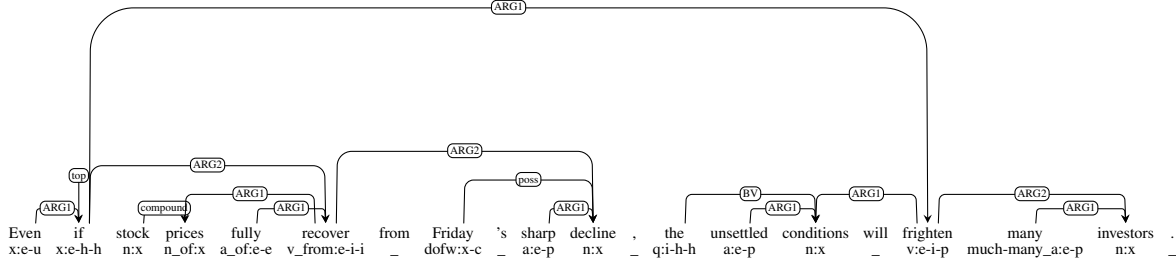 ARG1
ARG2
top ARG2 poss
ARG1 compound ARG1 ARG1 ARG1 BV ARG1 ARG1 ARG2 ARG1
Even if stock prices fully recover from Friday 's sharp decline , the unsettled conditions will frighten many investors .
x:e-u x:e-h-h n:x n_of:x a_of:e-e v_from:e-i-i _ dofw:x-c _ a:e-p n:x _ q:i-h-h a:e-p n:x _ v:e-i-p much-many_a:e-p n:x _